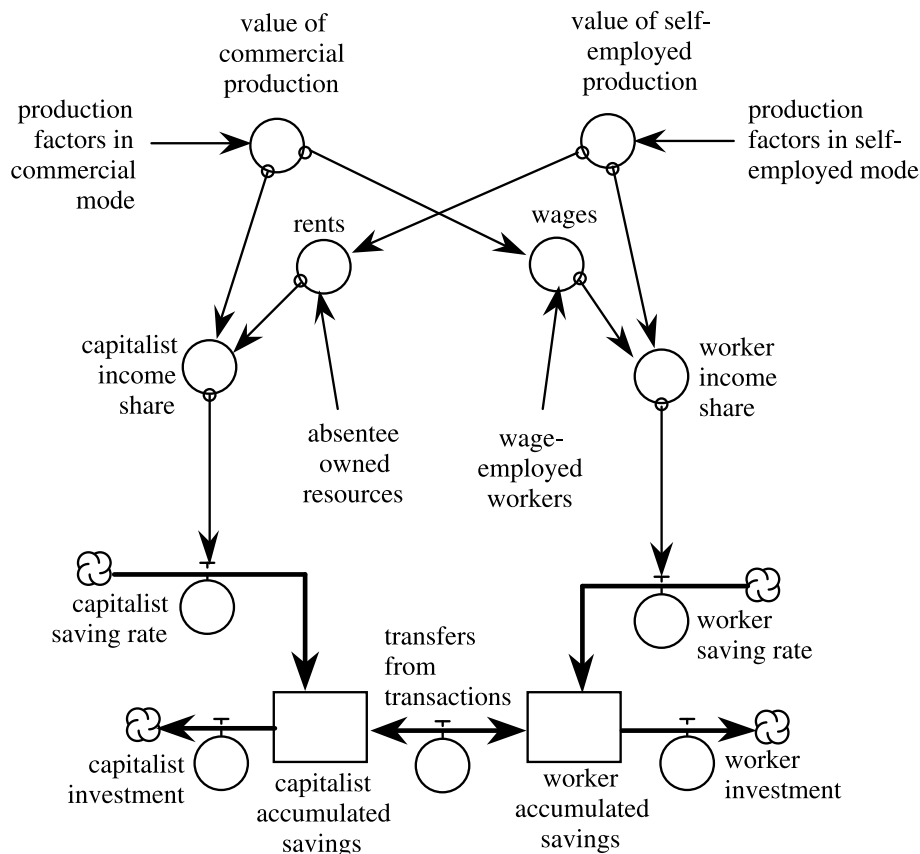 value of
commercial
production
value of self-
employed
production
production
factors in
commercial
mode
production
factors in self-
employed mode
rents
wages
capitalist
income
share
worker
income
share
absentee
owned
resources
wage-
employed
workers
capitalist
saving rate
worker
saving rate
transfers
from
transactions
capitalist
investment
capitalist
accumulated
savings
worker
accumulated
savings
worker
investment